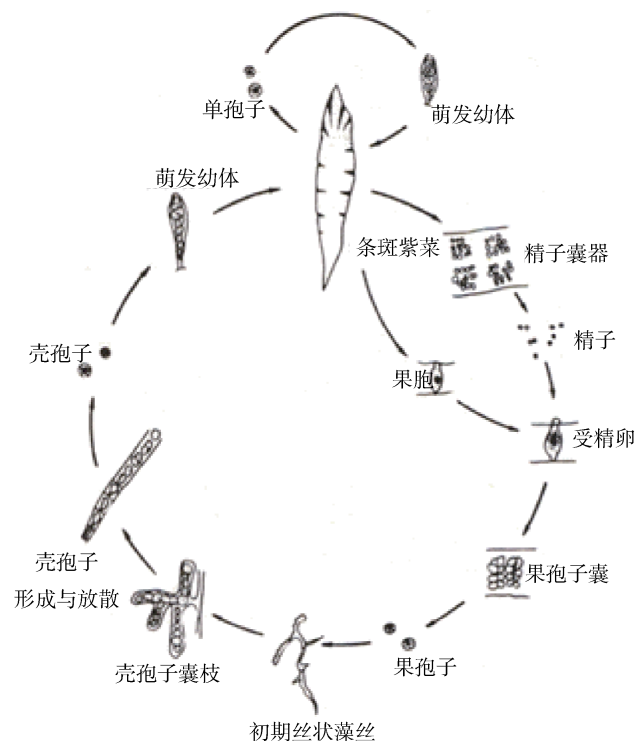 单孢子
萌发幼体
萌发幼体
条斑紫菜
精子囊器
精子
壳孢子
果胞
受精卵
壳孢子
形成与放散
果孢子囊
壳孢子囊枝
果孢子
初期丝状藻丝